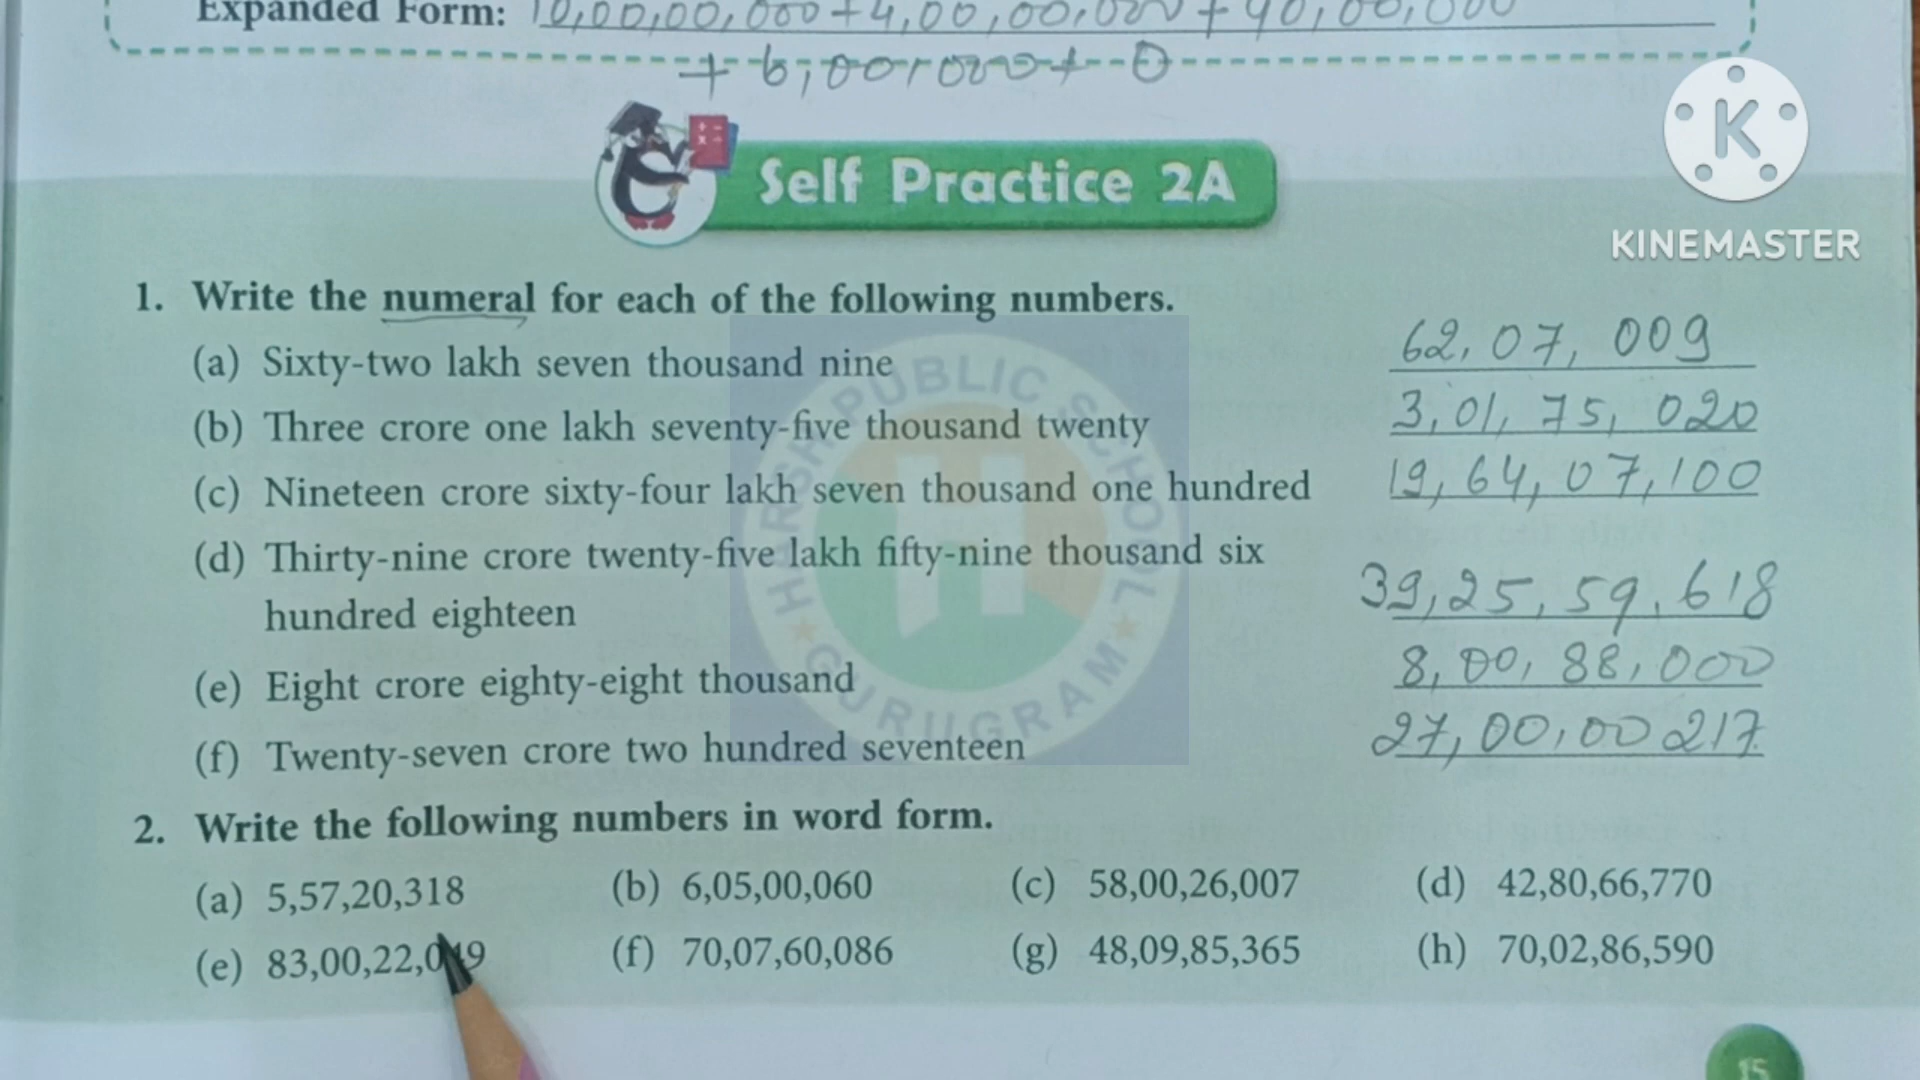 Expanded Form: 10,00,00,000+4,00,00,000+40,00,000
+ 6,00,000 + 0
Self Practice 2A
KINEMASTER
1. Write the numeral for each of the following numbers.
(a) Sixty-two lakh seven thousand nine 62,07,009
(b) Three crore one lakh seventy-five thousand twenty 3,01,75,020
(c) Nineteen crore sixty-four lakh seven thousand one hundred 19,64,07,100
(d) Thirty-nine crore twenty-five lakh fifty-nine thousand six
hundred eighteen 39,25,59,618
(e) Eight crore eighty-eight thousand 8,00,88,000
(f) Twenty-seven crore two hundred seventeen 27,00,00 217
HARSH PUBLIC SCHOOL
GURUGRAM
2. Write the following numbers in word form.
(a) 5,57,20,318 (b) 6,05,00,060 (c) 58,00,26,007 (d) 42,80,66,770
(e) 83,00,22,049 (f) 70,07,60,086 (g) 48,09,85,365 (h) 70,02,86,590
15